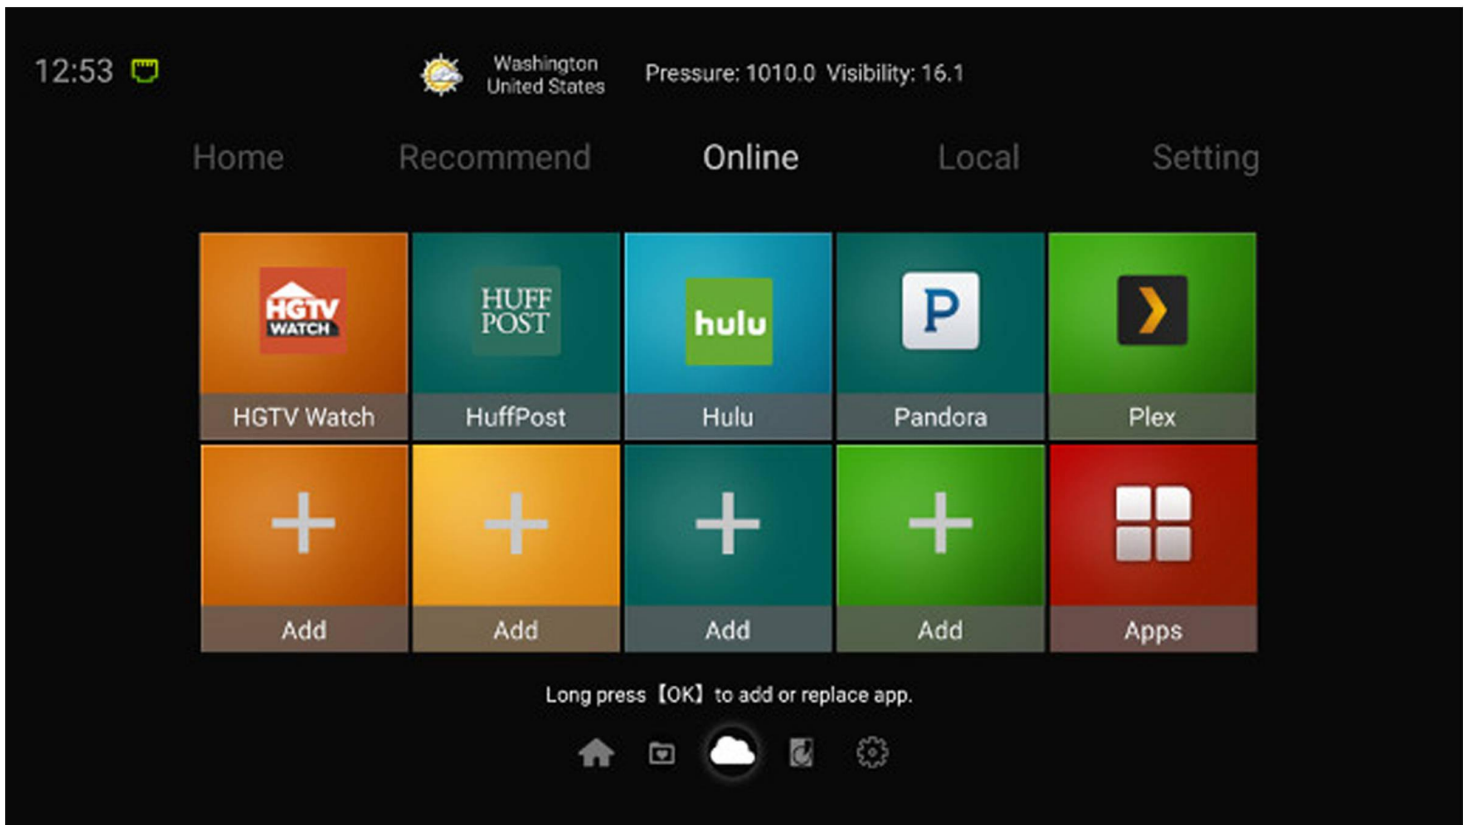 12:53
Washington
United States
Pressure: 1010.0 Visibility: 16.1
Home Recommend Online Local Setting
HGTV
WATCH
HUFF
POST
hulu
P
HGTV Watch HuffPost Hulu Pandora Plex
Add Add Add Add Apps
Long press【OK】to add or replace app.